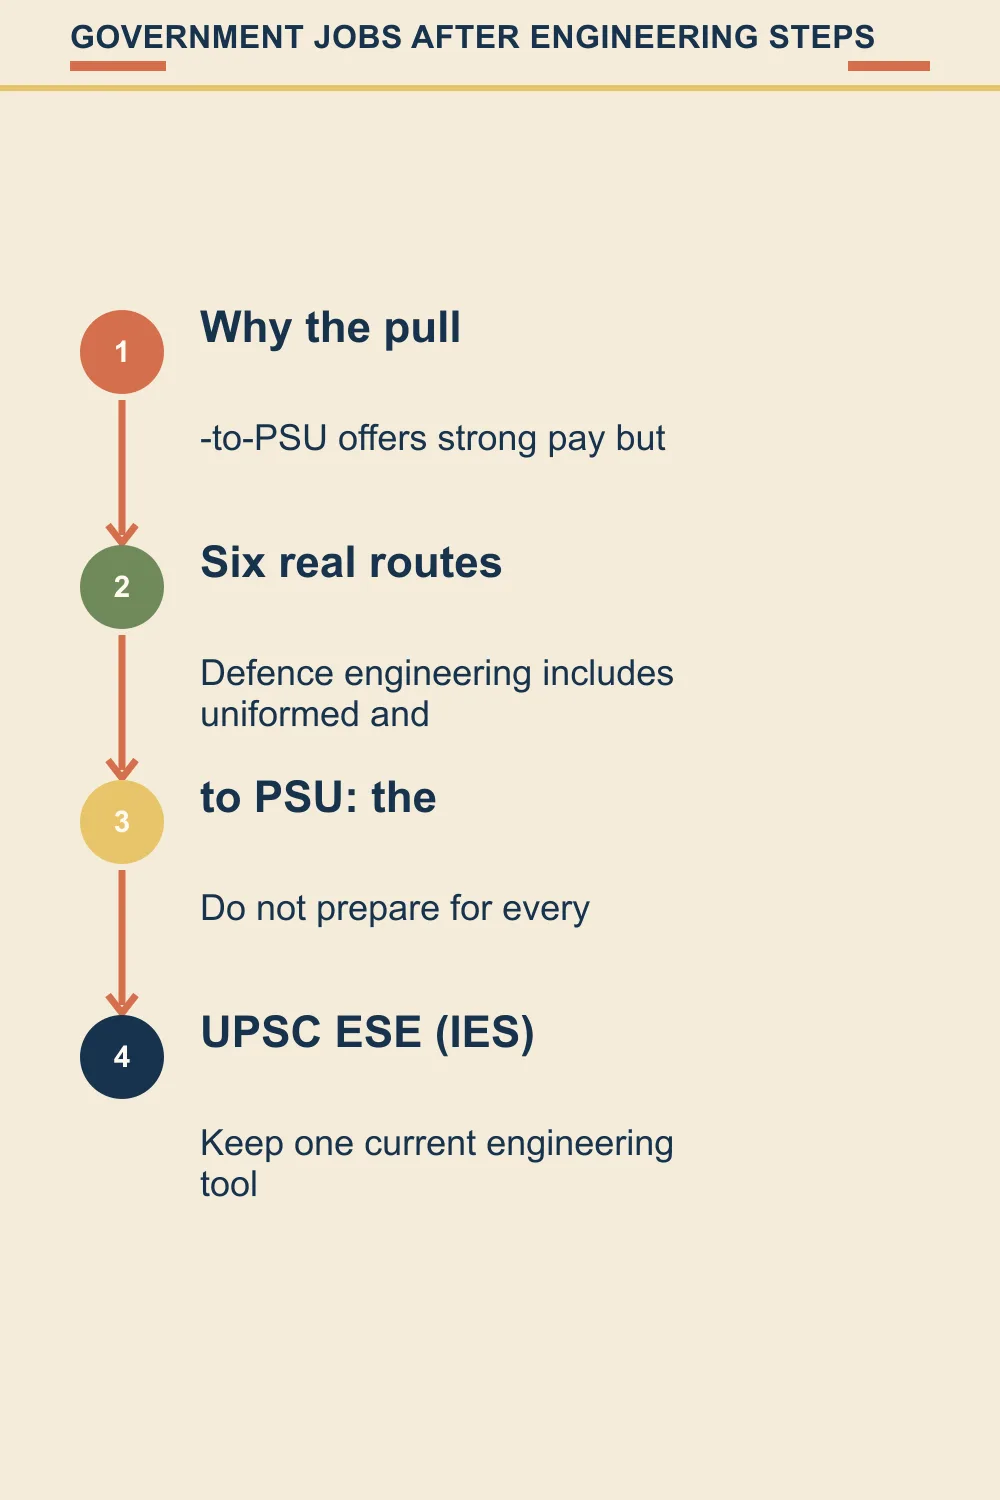 GOVERNMENT JOBS AFTER ENGINEERING STEPS
1
Why the pull
-to-PSU offers strong pay but
2
Six real routes
Defence engineering includes
uniformed and
3
to PSU: the
Do not prepare for every
4
UPSC ESE (IES)
Keep one current engineering
tool